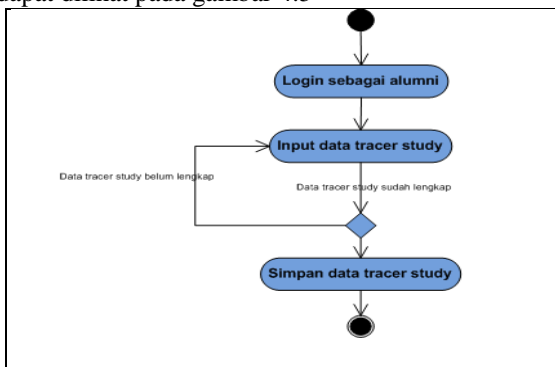 dapat dilihat pada gambar 4.3
Login sebagai alumni
Input data tracer study
Data tracer study belum lengkap
Data tracer study sudah lengkap
Simpan data tracer study